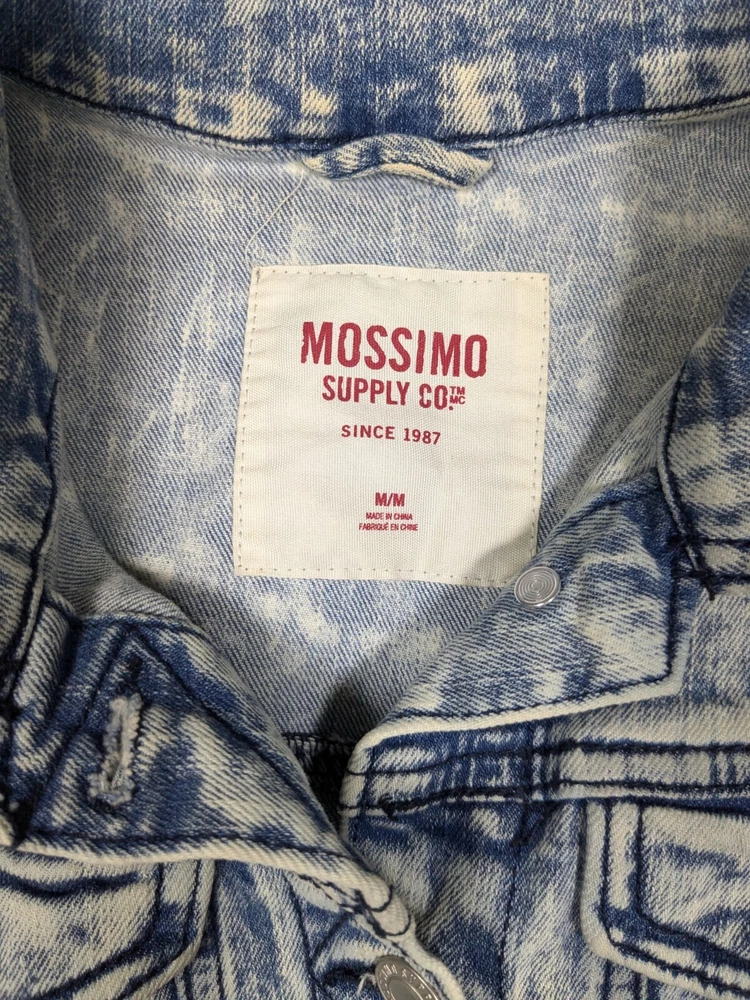 MOSSIMO
SUPPLY CO.™ MC
SINCE 1987
M/M
MADE IN CHINA
FABRIQUÉ EN CHINE